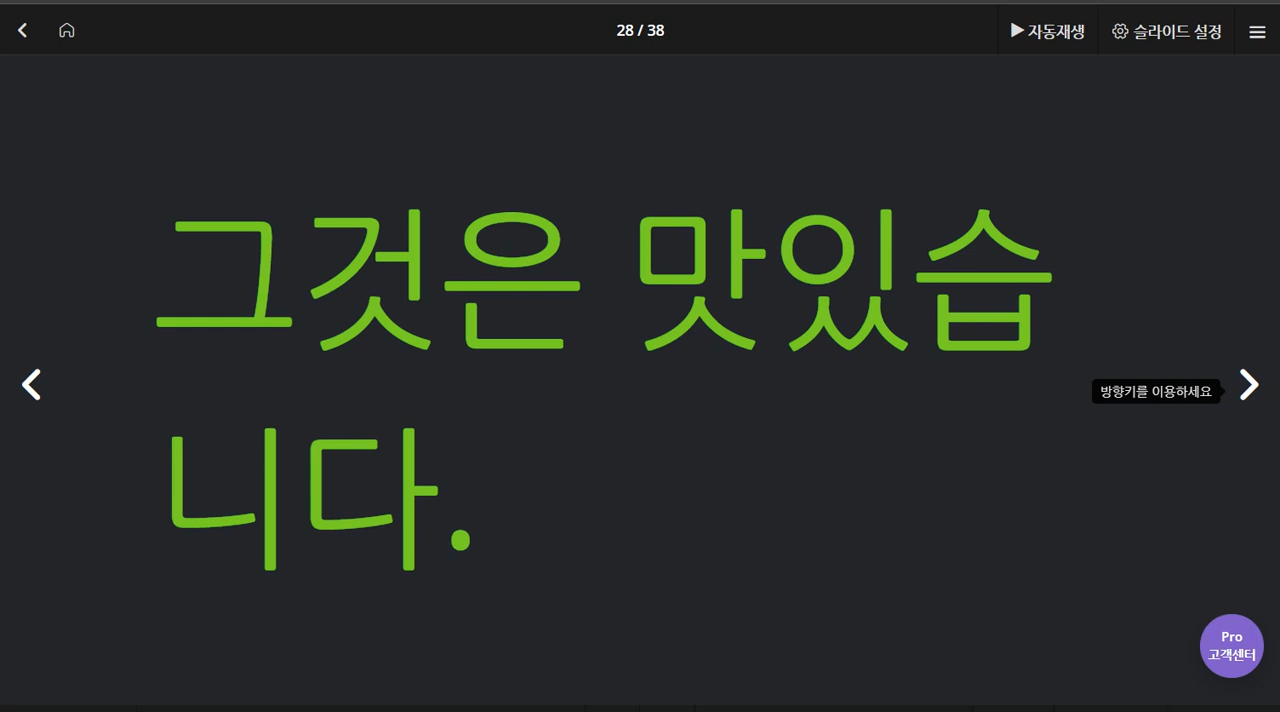 28 / 38
▶ 자동재생
슬라이드 설정
그것은 맛있습
니다.
방향키를 이용하세요
Pro
고객센터